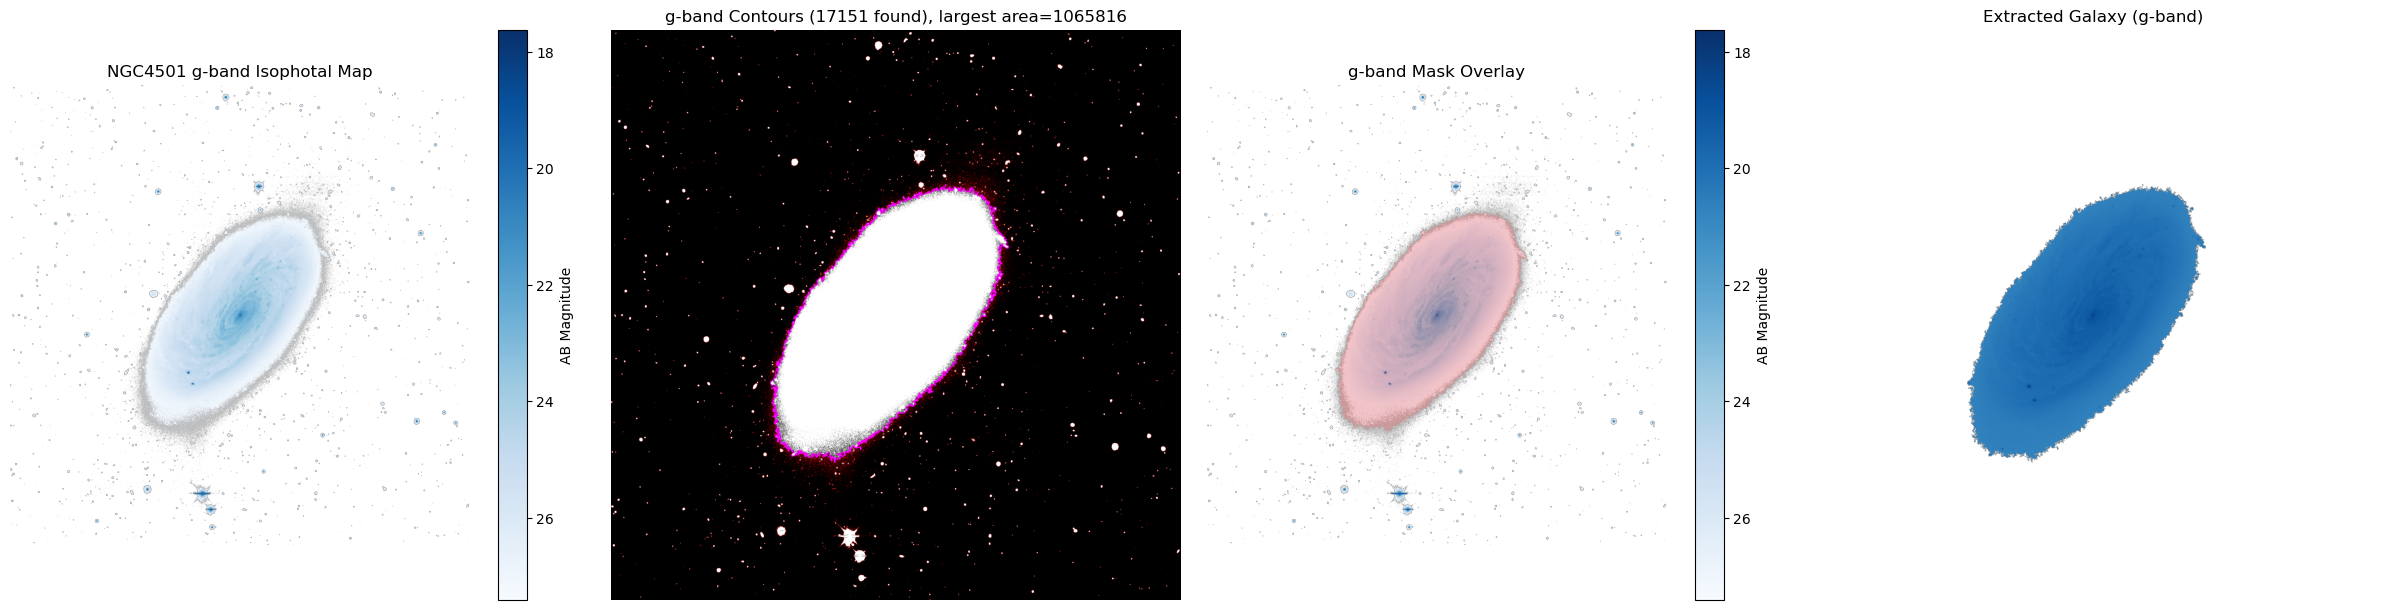 NGC4501 g-band Isophotal Map
18
20
22
24
26
AB Magnitude
g-band Contours (17151 found), largest area=1065816
g-band Mask Overlay
18
20
22
24
26
AB Magnitude
Extracted Galaxy (g-band)